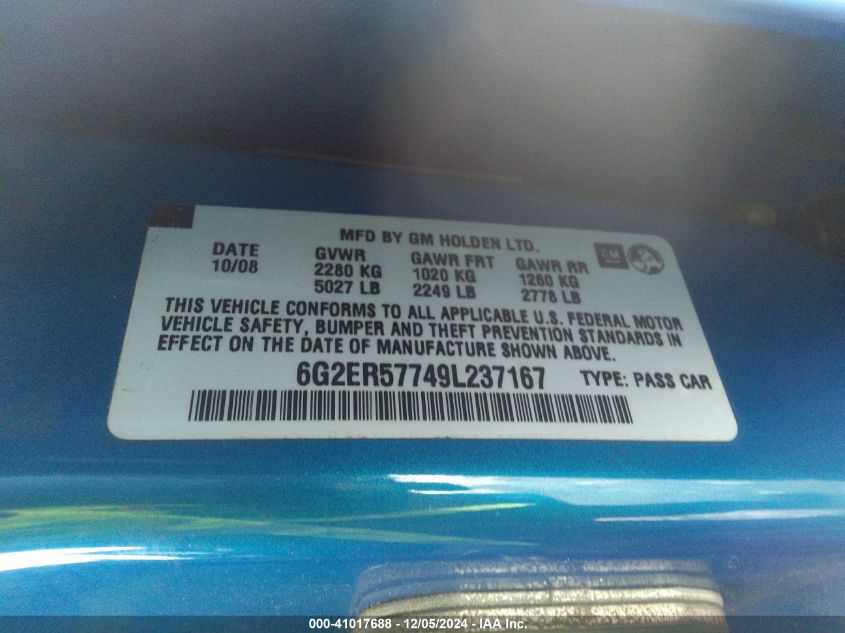 MFD BY GM HOLDEN LTD.
DATE GVWR GAWR FRT GAWR RR GM
10/08 2280 KG 1020 KG 1260 KG
5027 LB 2249 LB 2778 LB
THIS VEHICLE CONFORMS TO ALL APPLICABLE U.S. FEDERAL MOTOR
VEHICLE SAFETY, BUMPER AND THEFT PREVENTION STANDARDS IN
EFFECT ON THE DATE OF MANUFACTURE SHOWN ABOVE.
6G2ER57749L237167 TYPE: PASS CAR
000-41017688 - 12/05/2024 - IAA Inc.